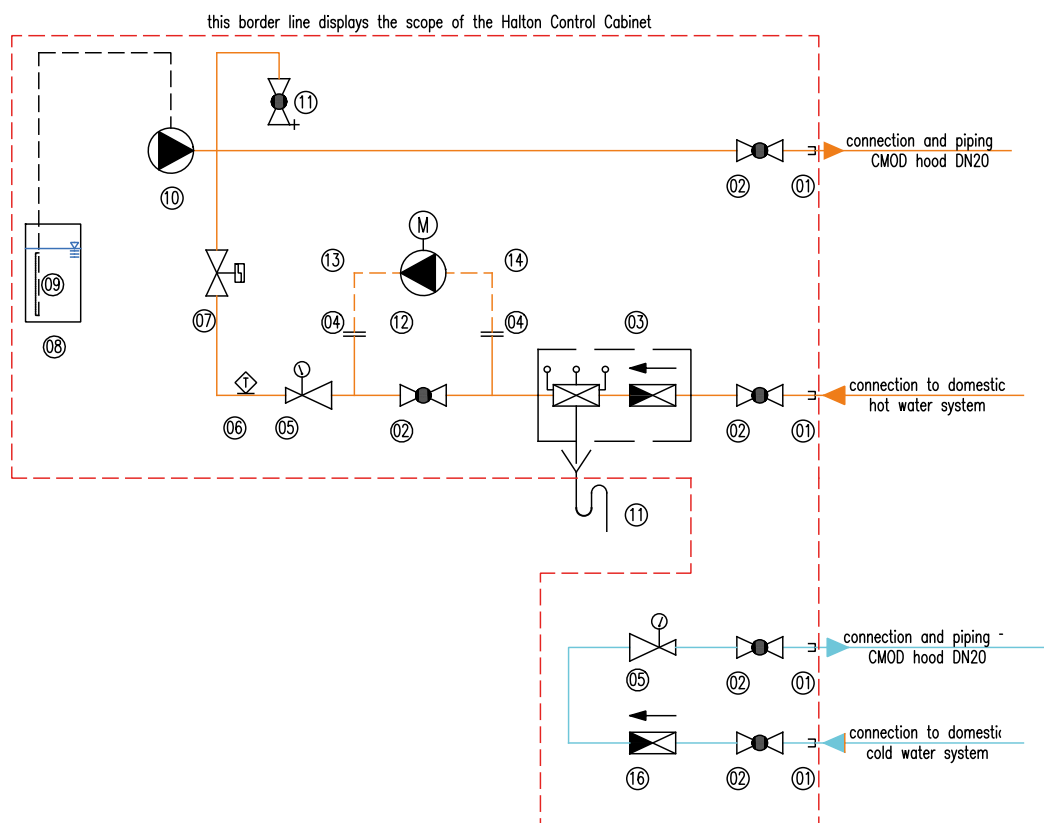 this border line displays the scope of the Halton Control Cabinet
11
connection and piping
CMOD hood DN20
02
01
10
M
13
14
09
07
04
12
04
03
08
connection to domestic
hot water system
06
05
02
02
01
11
connection and piping -
CMOD hood DN20
05
02
01
connection to domestic
cold water system
16
02
01
T